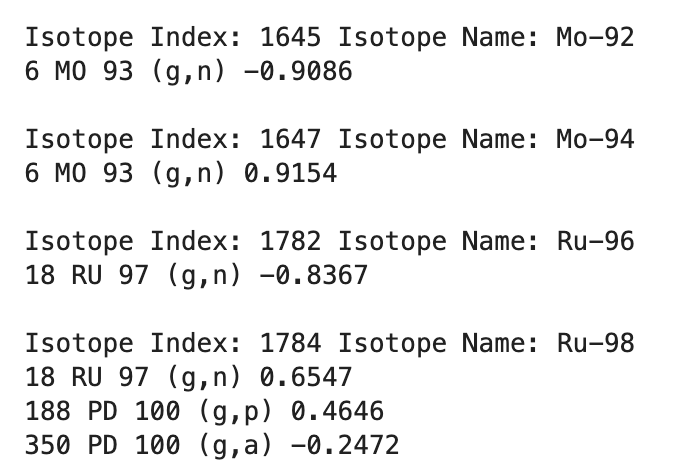 Isotope Index: 1645 Isotope Name: Mo-92
6 MO 93 (g,n) -0.9086
Isotope Index: 1647 Isotope Name: Mo-94
6 MO 93 (g,n) 0.9154
Isotope Index: 1782 Isotope Name: Ru-96
18 RU 97 (g,n) -0.8367
Isotope Index: 1784 Isotope Name: Ru-98
18 RU 97 (g,n) 0.6547
188 PD 100 (g,p) 0.4646
350 PD 100 (g,a) -0.2472